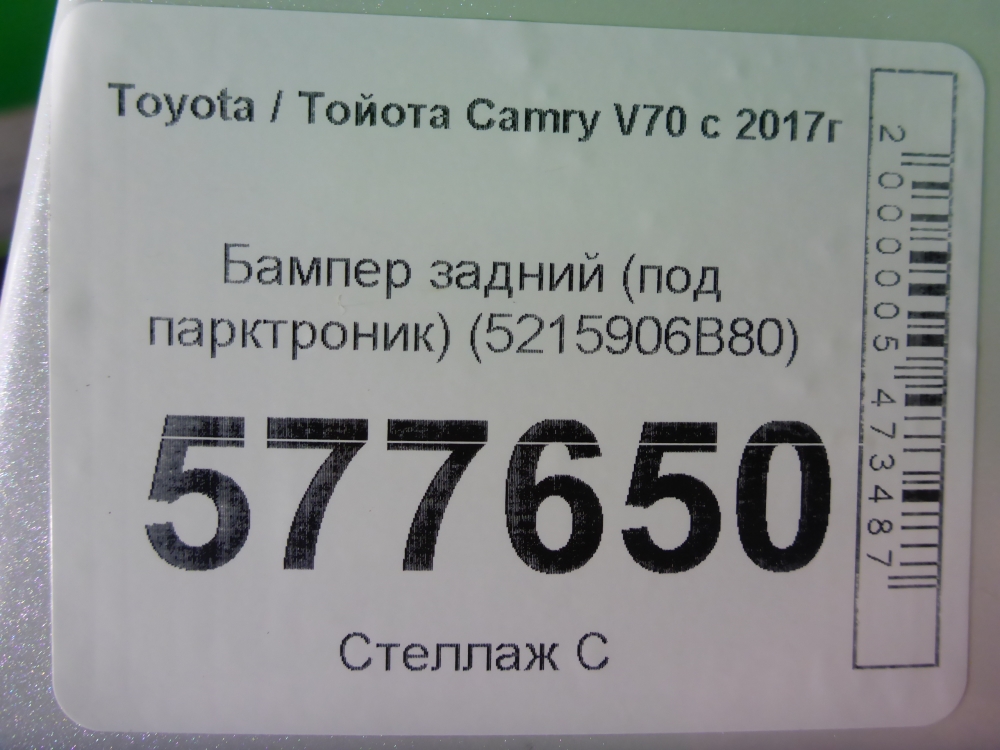 Toyota / Тойота Camry V70 с 2017г
Бампер задний (под
парктроник) (5215906B80)
577650
Стеллаж С
2000005473487